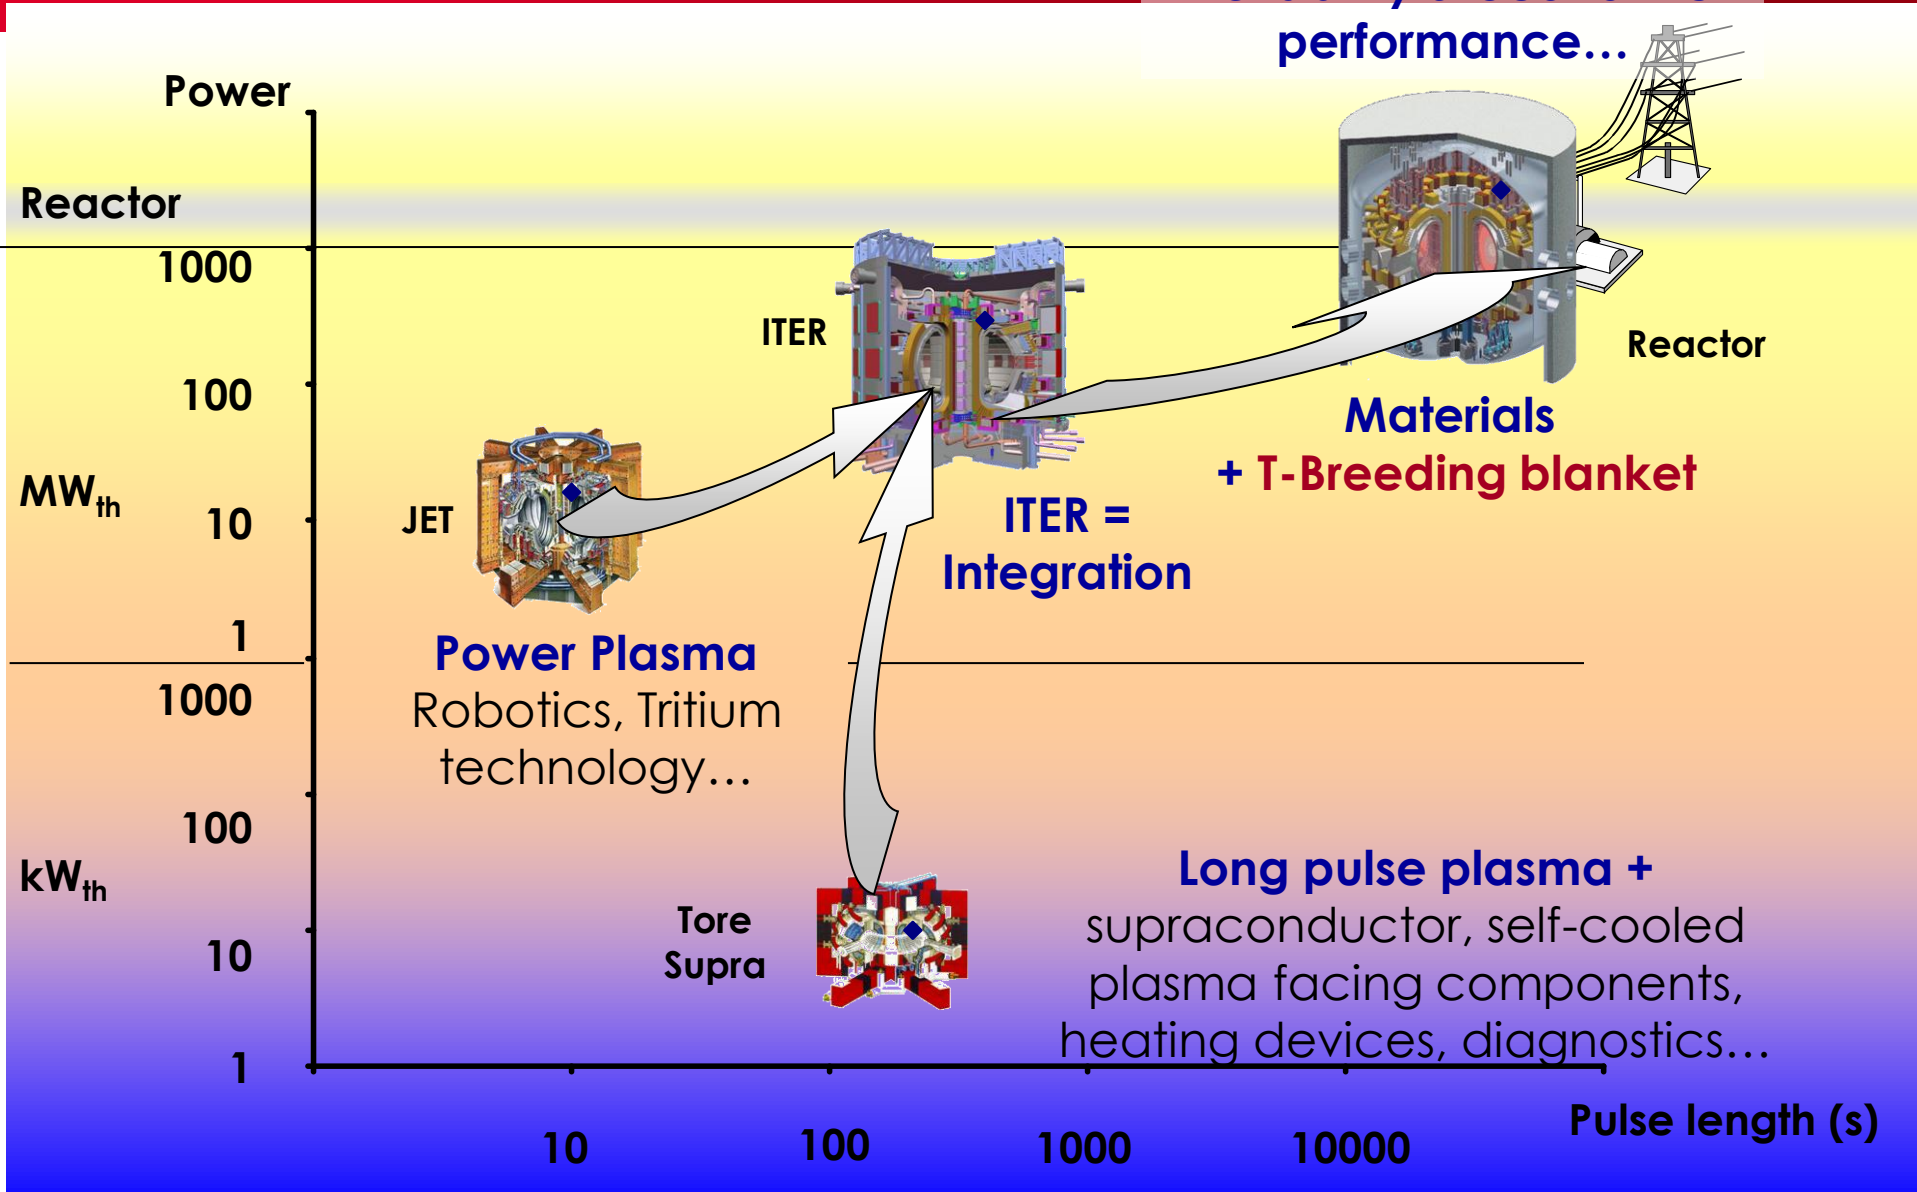 performance…
Power
Reactor
1000
ITER
100
Reactor
Materials
+ T-Breeding blanket
MWth
JET
10
ITER =
Integration
1
Power Plasma
Robotics, Tritium
technology…
1000
100
kWth
Long pulse plasma +
supraconductor, self-cooled
plasma facing components,
heating devices, diagnostics…
Tore
Supra
10
1
Pulse length (s)
10
100
1000
10000